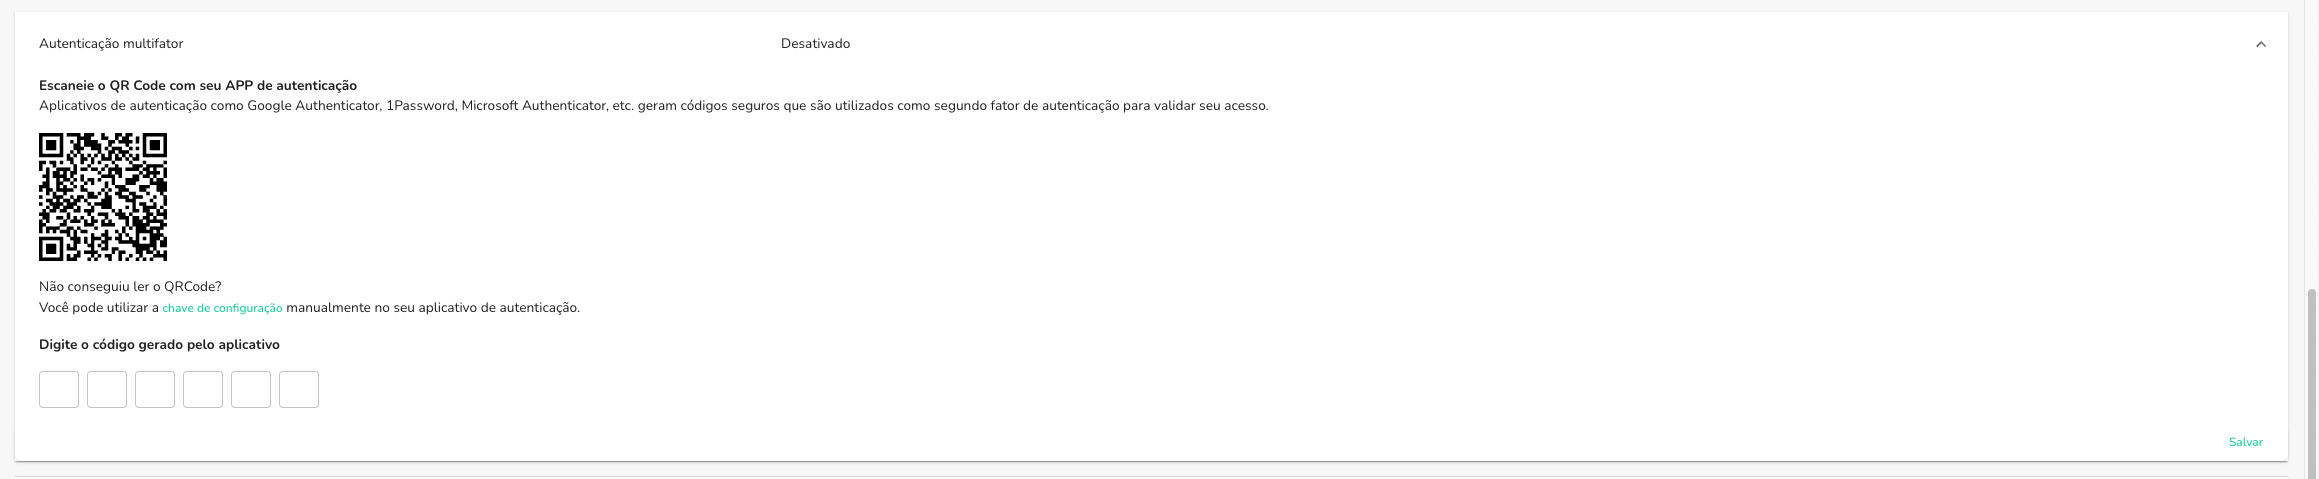 Autenticação multifator
Desativado
Escaneie o QR Code com seu APP de autenticação
Aplicativos de autenticação como Google Authenticator, 1Password, Microsoft Authenticator, etc. geram códigos seguros que são utilizados como segundo fator de autenticação para validar seu acesso.
Não conseguiu ler o QRCode?
Você pode utilizar a chave de configuração manualmente no seu aplicativo de autenticação.
Digite o código gerado pelo aplicativo
Salvar